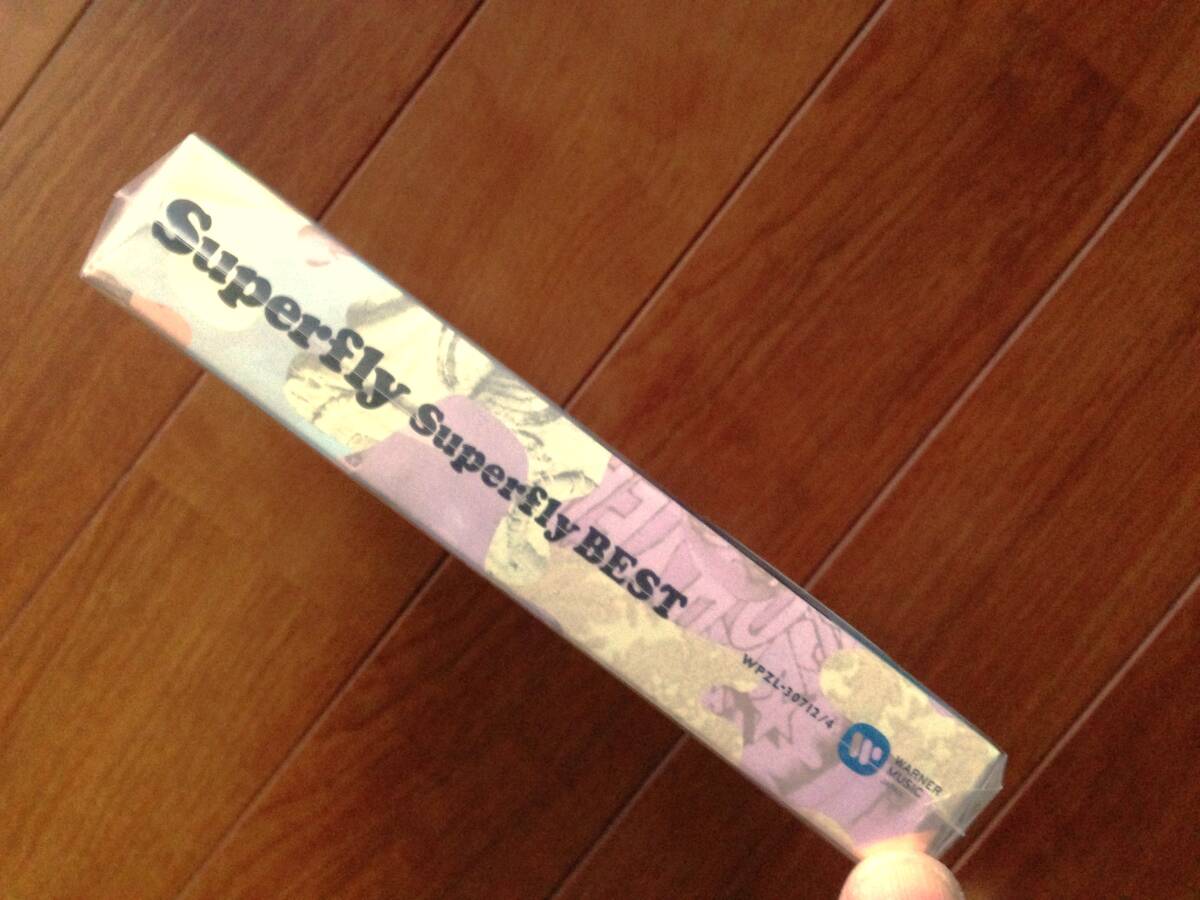 Superfly Superfly BEST
WPZL-30712/4
WARNER
MUSIC